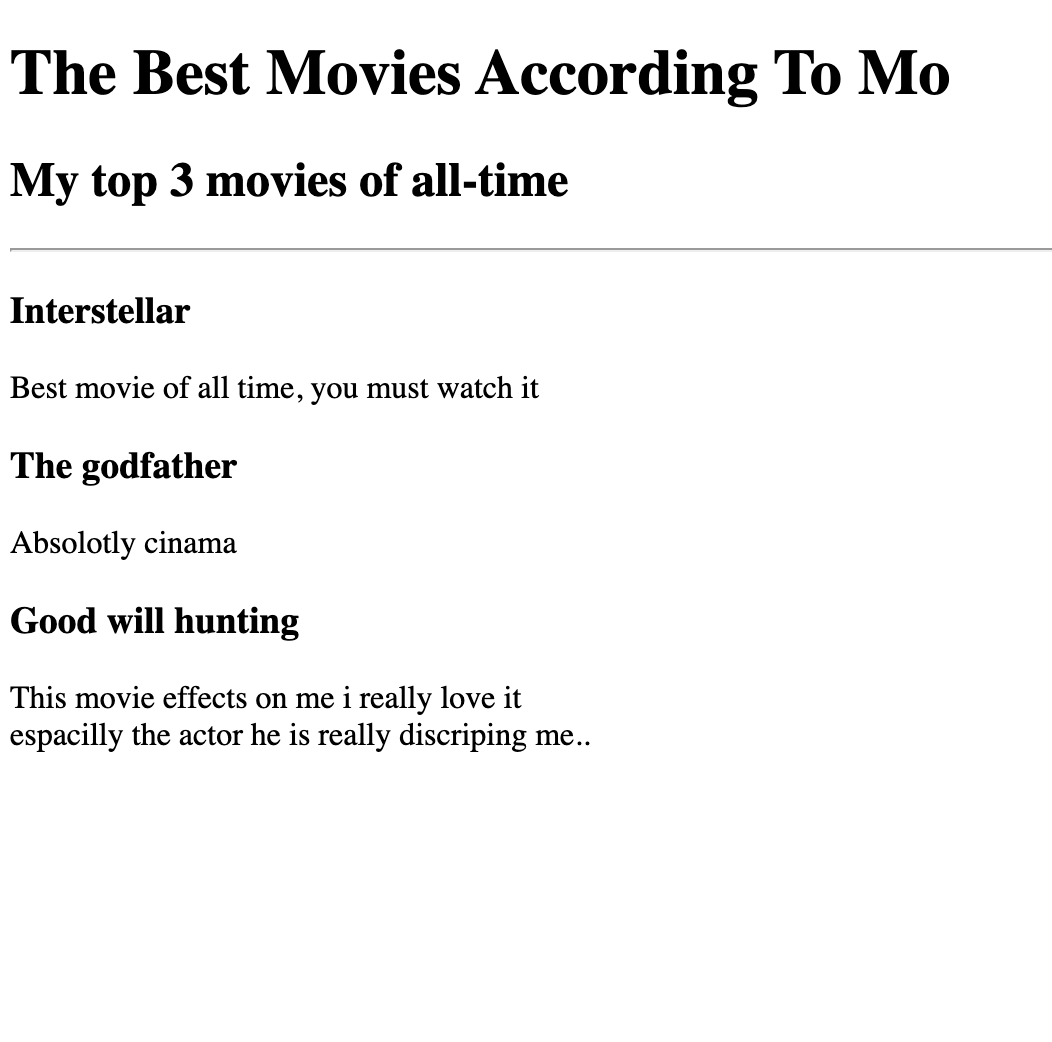 The Best Movies According To Mo
My top 3 movies of all-time
Interstellar
Best movie of all time, you must watch it
The godfather
Absolotly cinama
Good will hunting
This movie effects on me i really love it
espacilly the actor he is really discriping me..